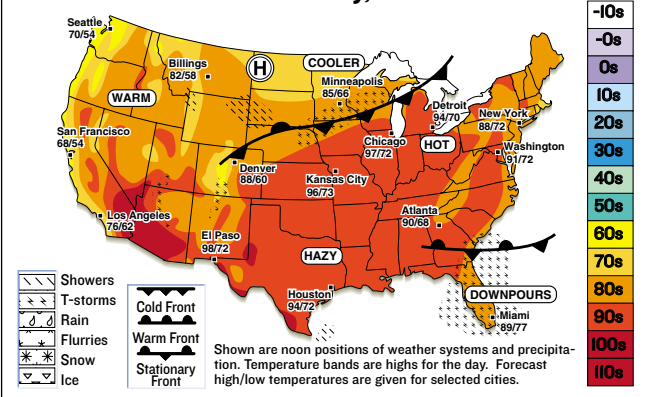 Seattle
70/54
Billings
82/58
H
COOLER
Minneapolis
85/66
WARM
Detroit
94/70
New York
88/72
San Francisco
68/54
Chicago
97/72
HOT
Washington
91/72
Denver
88/60
Kansas City
96/73
Los Angeles
76/62
Atlanta
90/68
El Paso
98/72
HAZY
Houston
94/72
DOWNPOURS
Miami
89/77
Showers
T-storms
Rain
Flurries
Snow
Ice
Cold Front
Warm Front
Stationary
Front
Shown are noon positions of weather systems and precipita-
tion. Temperature bands are highs for the day. Forecast
high/low temperatures are given for selected cities.
-10s
-0s
0s
10s
20s
30s
40s
50s
60s
70s
80s
90s
100s
110s